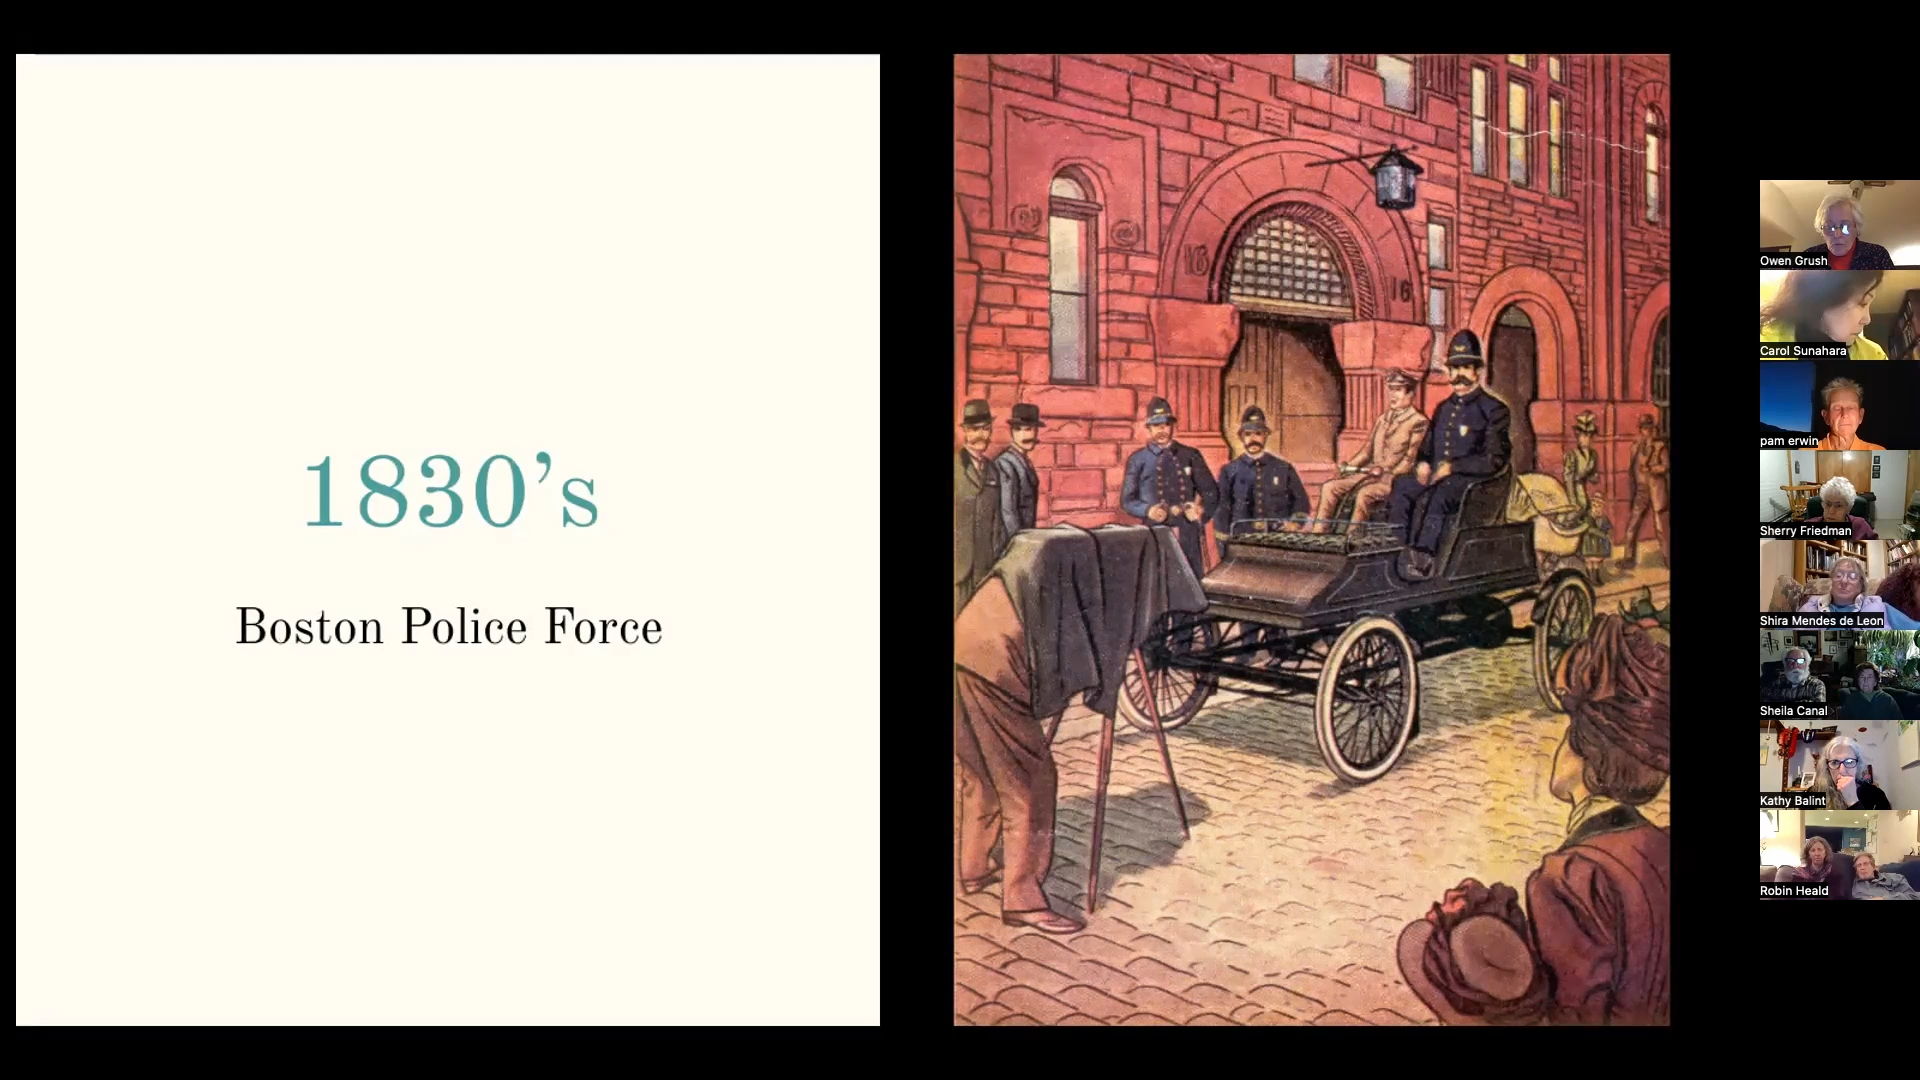 1830's
Boston Police Force
16
16
Owen Grush
Carol Sunahara
pam erwin
Sherry Friedman
Shira Mendes de Leon
Sheila Canal
Kathy Balint
Robin Heald